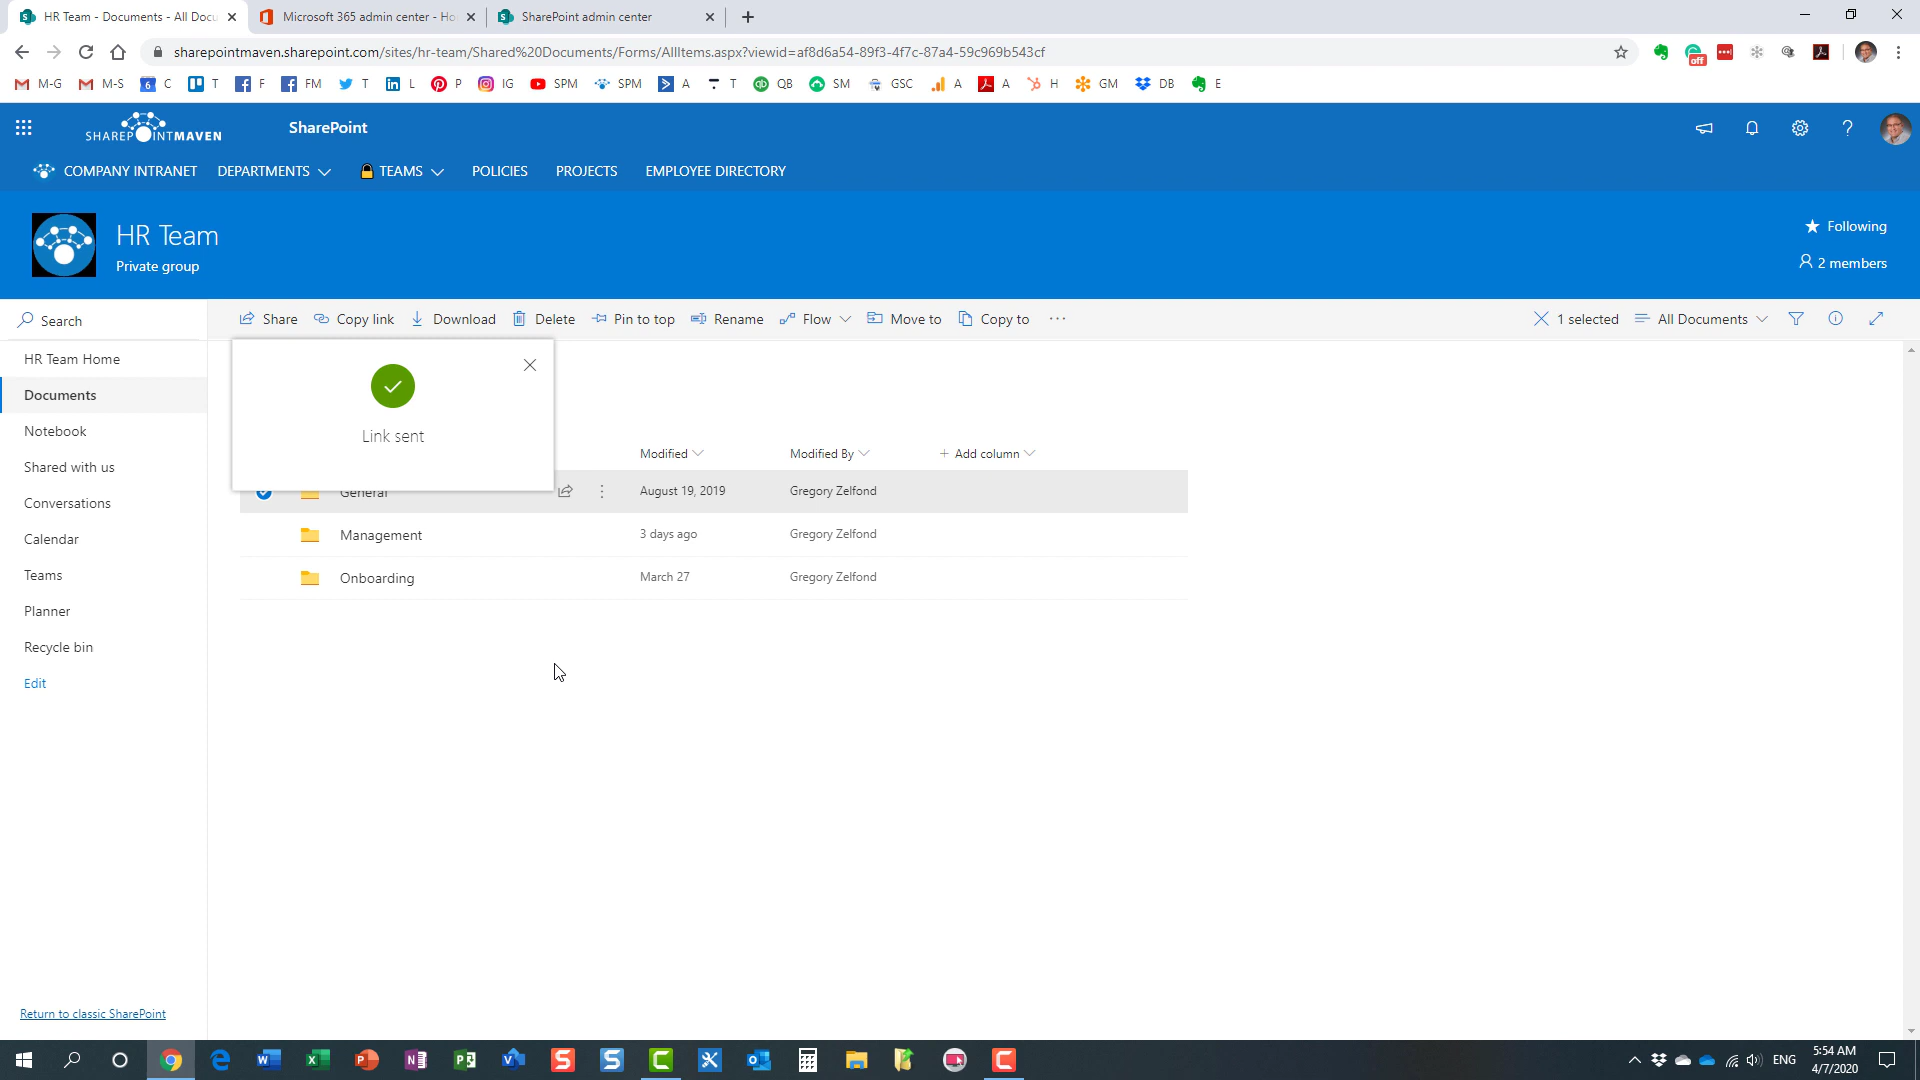 HR Team - Documents - All Docu
Microsoft 365 admin center - Ho
SharePoint admin center
sharepointmaven.sharepoint.com/sites/hr-team/Shared%20Documents/Forms/AllItems.aspx?viewid=af8d6a54-89f3-4f7c-87a4-59c969b543cf
off
M-G
M-S
6
C
T
F
FM
T
L
P
IG
SPM
SPM
A
T
QB
SM
GSC
A
A
H
GM
DB
E
SHAREPOINTMAVEN
SharePoint
COMPANY INTRANET
DEPARTMENTS
TEAMS
POLICIES
PROJECTS
EMPLOYEE DIRECTORY
HR Team
Private group
Following
2 members
Search
Share
Copy link
Download
Delete
Pin to top
Rename
Flow
Move to
Copy to
1 selected
All Documents
HR Team Home
Documents
Notebook
Shared with us
Conversations
Calendar
Teams
Planner
Recycle bin
Edit
Link sent
Modified
Modified By
Add column
General
August 19, 2019
Gregory Zelfond
Management
3 days ago
Gregory Zelfond
Onboarding
March 27
Gregory Zelfond
Return to classic SharePoint
ENG
5:54 AM
4/7/2020